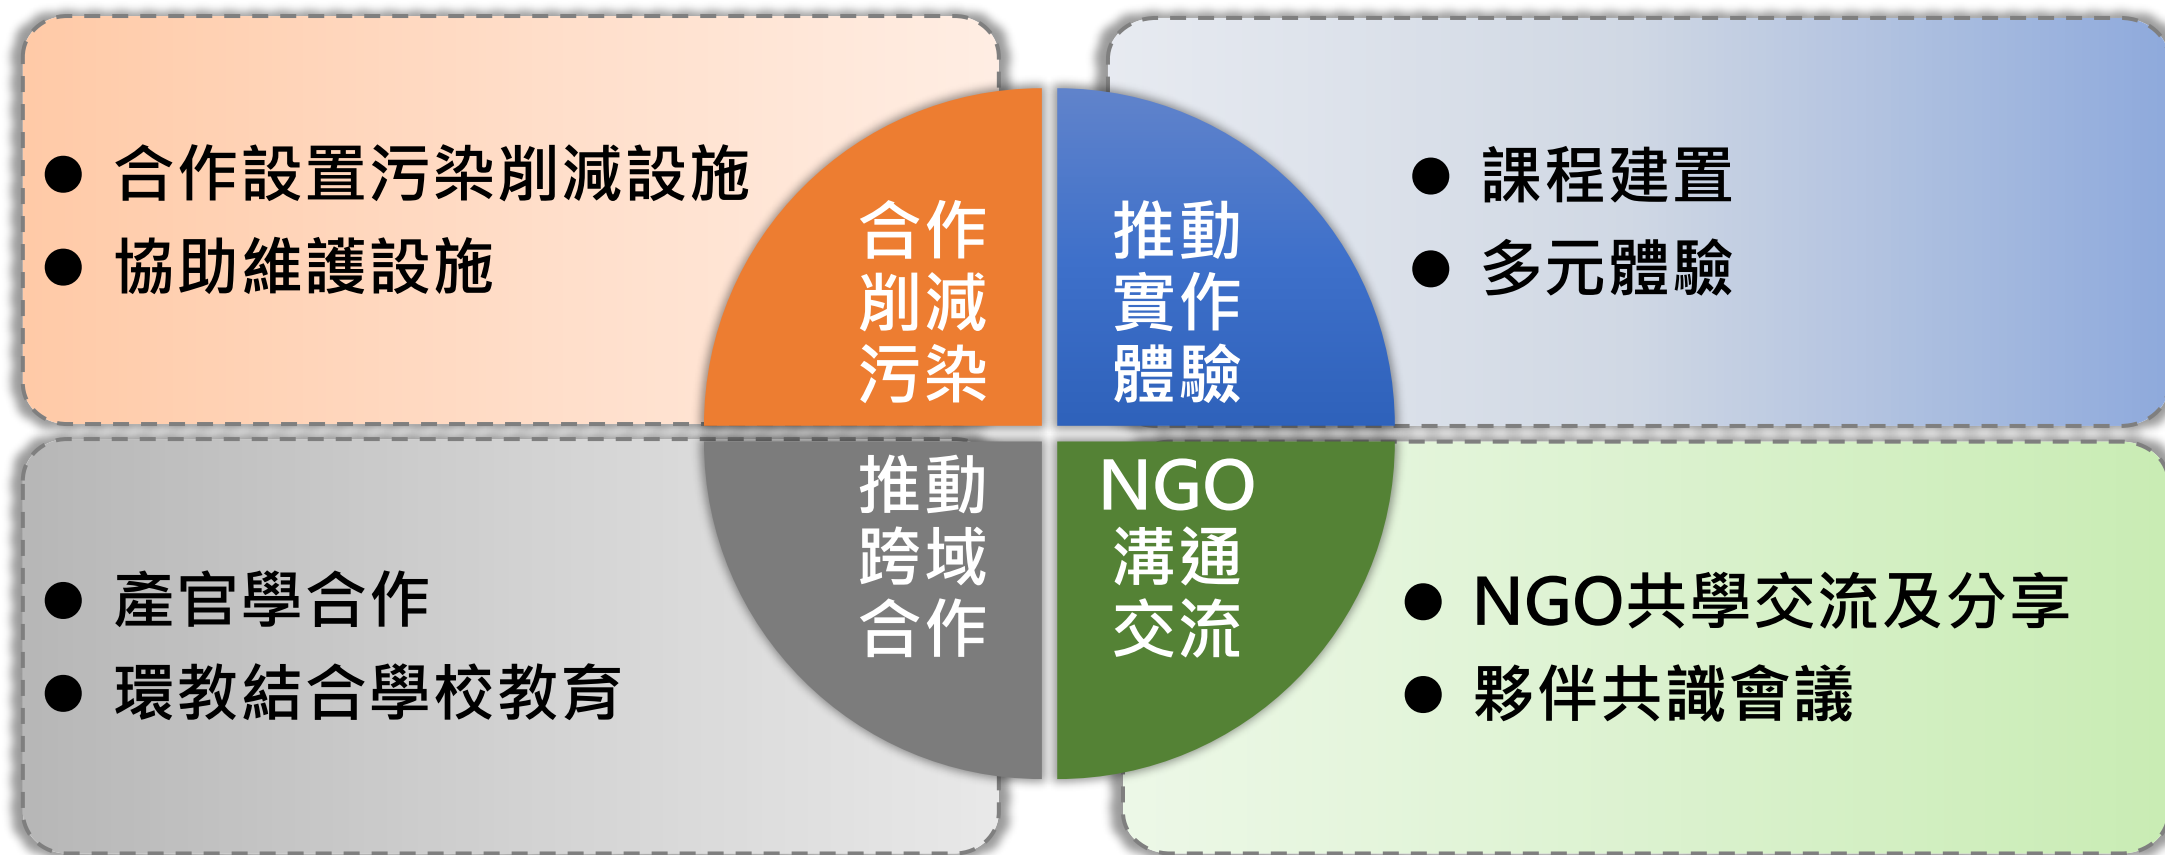 ● 合作設置污染削減設施
● 協助維護設施
合作
削減
污染
推動
實作
體驗
● 課程建置
● 多元體驗
● 產官學合作
● 環教結合學校教育
推動
跨域
合作
NGO
溝通
交流
● NGO共學交流及分享
● 夥伴共識會議